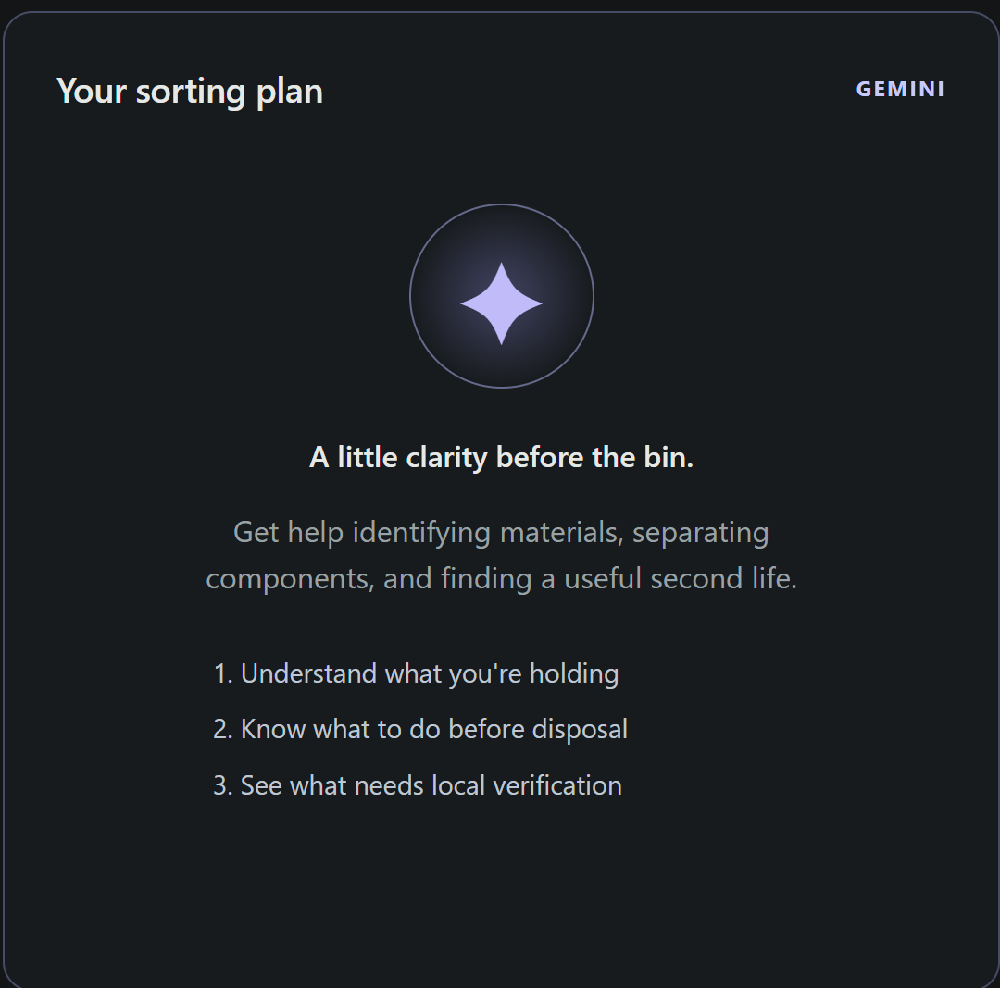 Your sorting plan
GEMINI
A little clarity before the bin.
Get help identifying materials, separating
components, and finding a useful second life.
1. Understand what you're holding
2. Know what to do before disposal
3. See what needs local verification